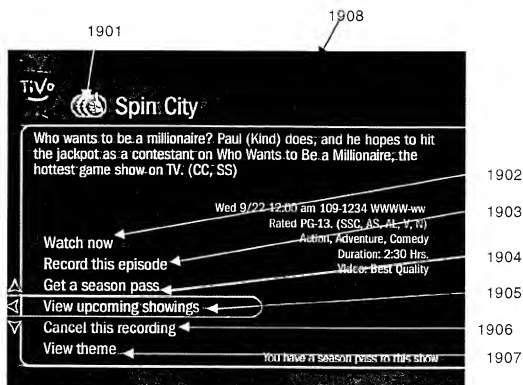 1901
1908
TiVo
Spin City
Who wants to be a millionaire? Paul (Kind) does, and he hopes to hit
the jackpot as a contestant on Who Wants to Be a Millionaire, the
hottest game show on TV. (CC, SS)
1902
Wed 9/22 12:00 am 109-1234 WWWW-ww
1903
Rated PG-13. (SSC, AS, AL, V, N)
Watch now
Action, Adventure, Comedy
Record this episode
Duration: 2:30 Hrs.
1904
Get a season pass
Video: Best Quality
1905
View upcoming showings
Cancel this recording
1906
View theme
You have a season pass to this show
1907